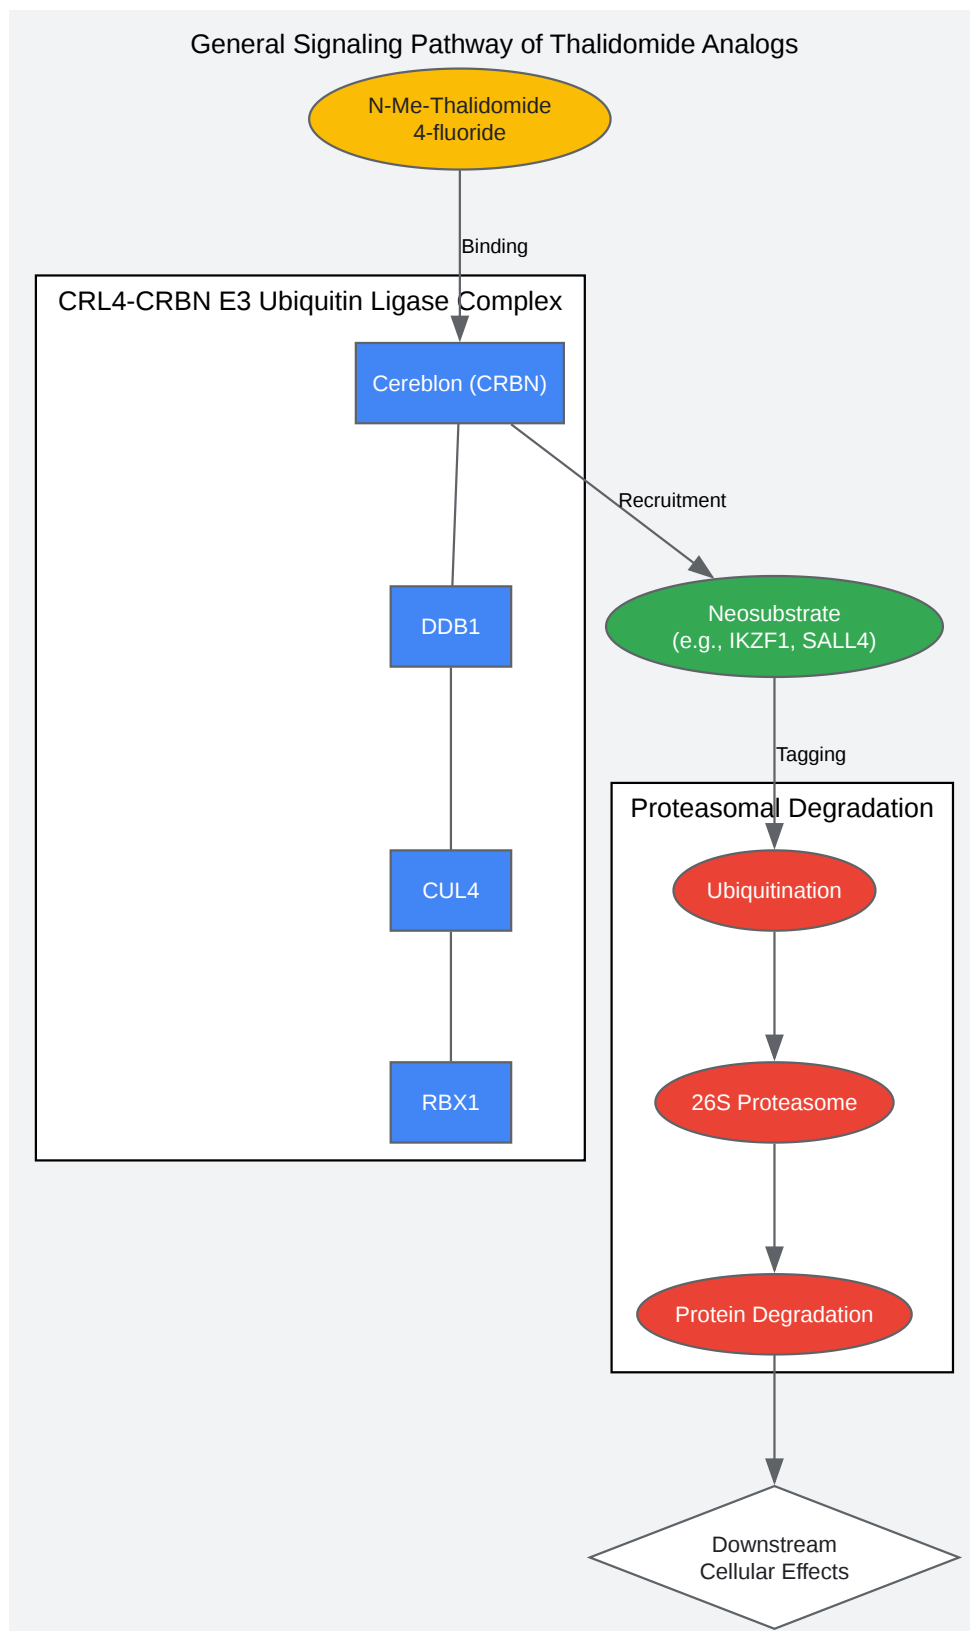 General Signaling Pathway of Thalidomide Analogs
N-Me-Thalidomide
4-fluoride
Binding
CRL4-CRBN E3 Ubiquitin Ligase Complex
Cereblon (CRBN)
Recruitment
DDB1
Neosubstrate
(e.g., IKZF1, SALL4)
Tagging
Proteasomal Degradation
CUL4
Ubiquitination
RBX1
26S Proteasome
Protein Degradation
Downstream
Cellular Effects